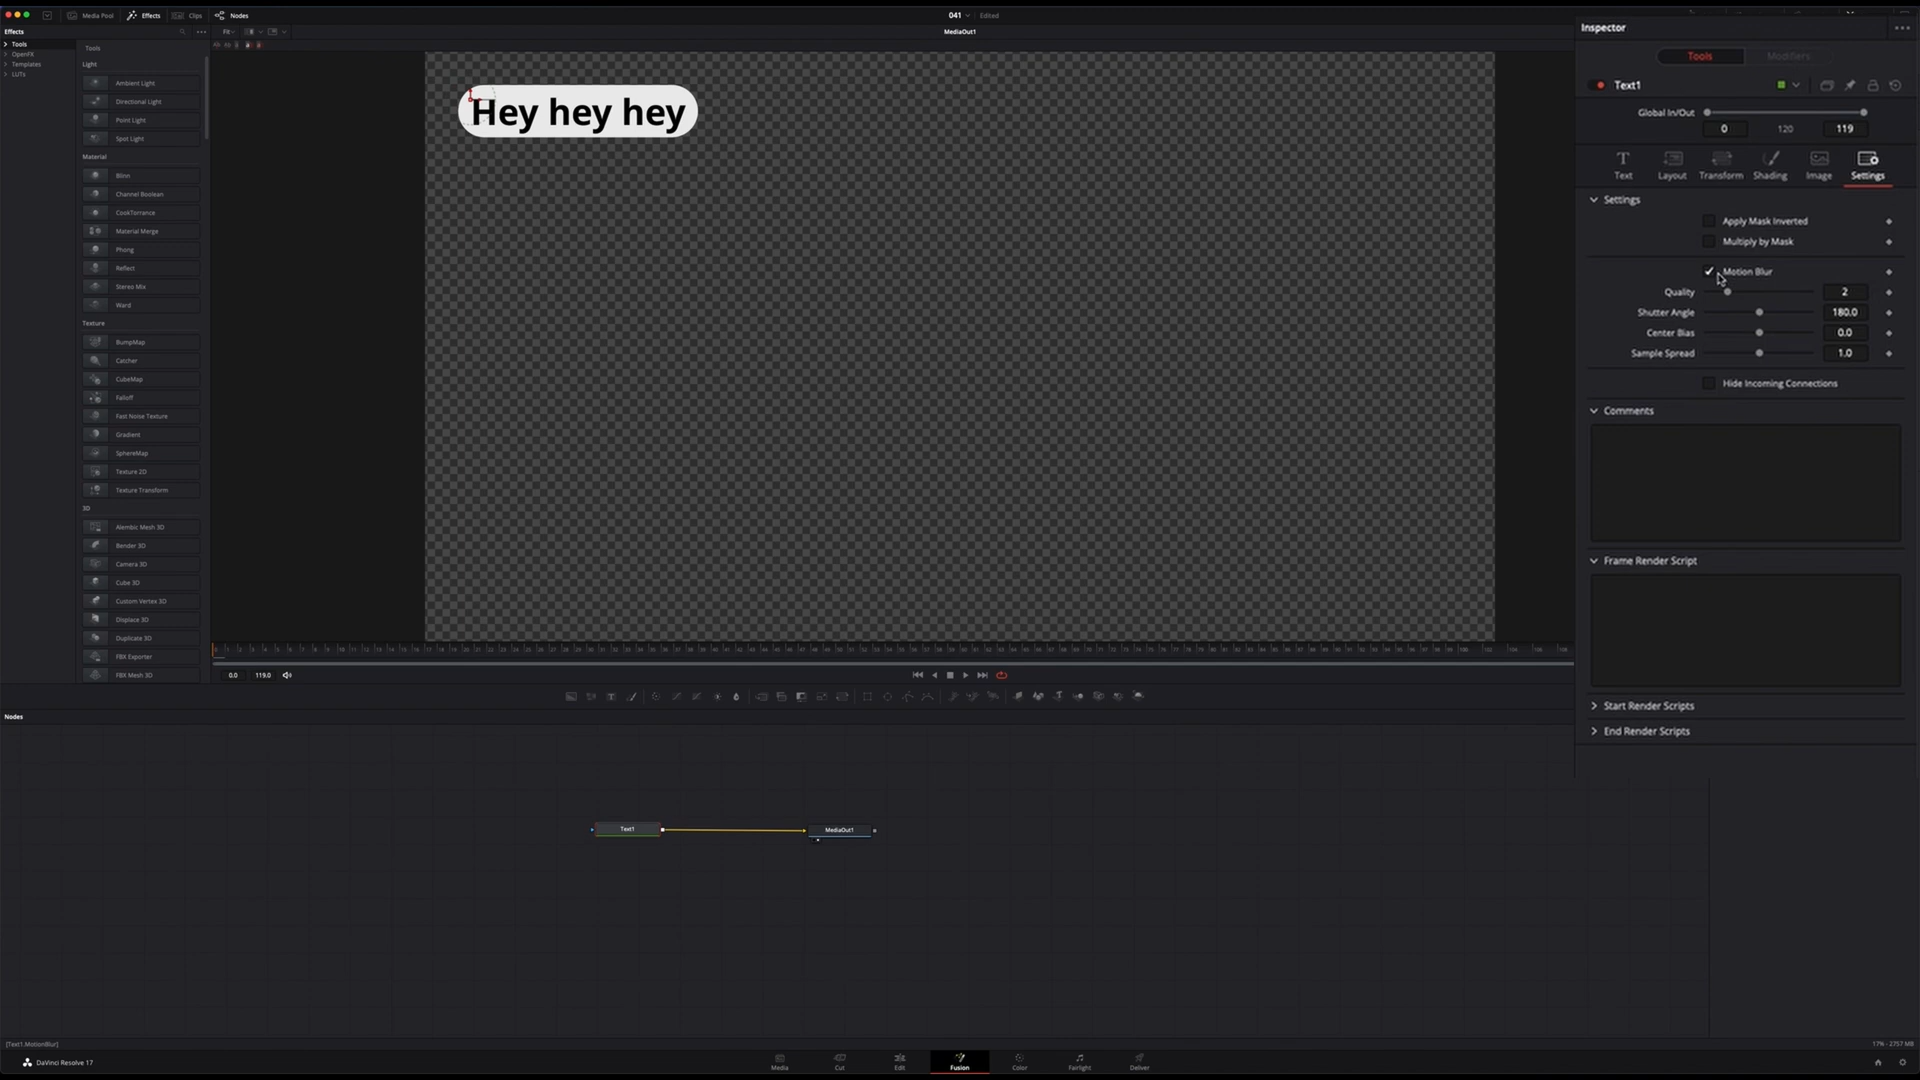 Media Pool
Effects
Clips
Nodes
041
Edited
Effects
Tools
OpenFX
Templates
LUTs
Tools
Light
Ambient Light
Directional Light
Point Light
Spot Light
Material
Blinn
Channel Boolean
CookTorrance
Material Merge
Phong
Reflect
Stereo Mix
Ward
Texture
BumpMap
Catcher
CubeMap
Falloff
Fast Noise Texture
Gradient
SphereMap
Texture 2D
Texture Transform
3D
Alembic Mesh 3D
Render 3D
Camera 3D
Cube 3D
Custom Vertex 3D
Displace 3D
Duplicate 3D
FBX Exporter
FBX Mesh 3D
Fit
MediaOut1
Hey hey hey
0.0
119.0
Inspector
Tools
Modifiers
Text1
Global In/Out
0
120
119
Text
Layout
Transform
Shading
Image
Settings
Settings
Apply Mask Inverted
Multiply by Mask
Motion Blur
Quality
2
Shutter Angle
180.0
Center Bias
0.0
Sample Spread
1.0
Hide Incoming Connections
Comments
Frame Render Script
Start Render Scripts
End Render Scripts
Nodes
Text1
MediaOut1
[Text1.MotionBlur]
17% - 2757 MB
DaVinci Resolve 17
Media
Cut
Edit
Fusion
Color
Fairlight
Deliver